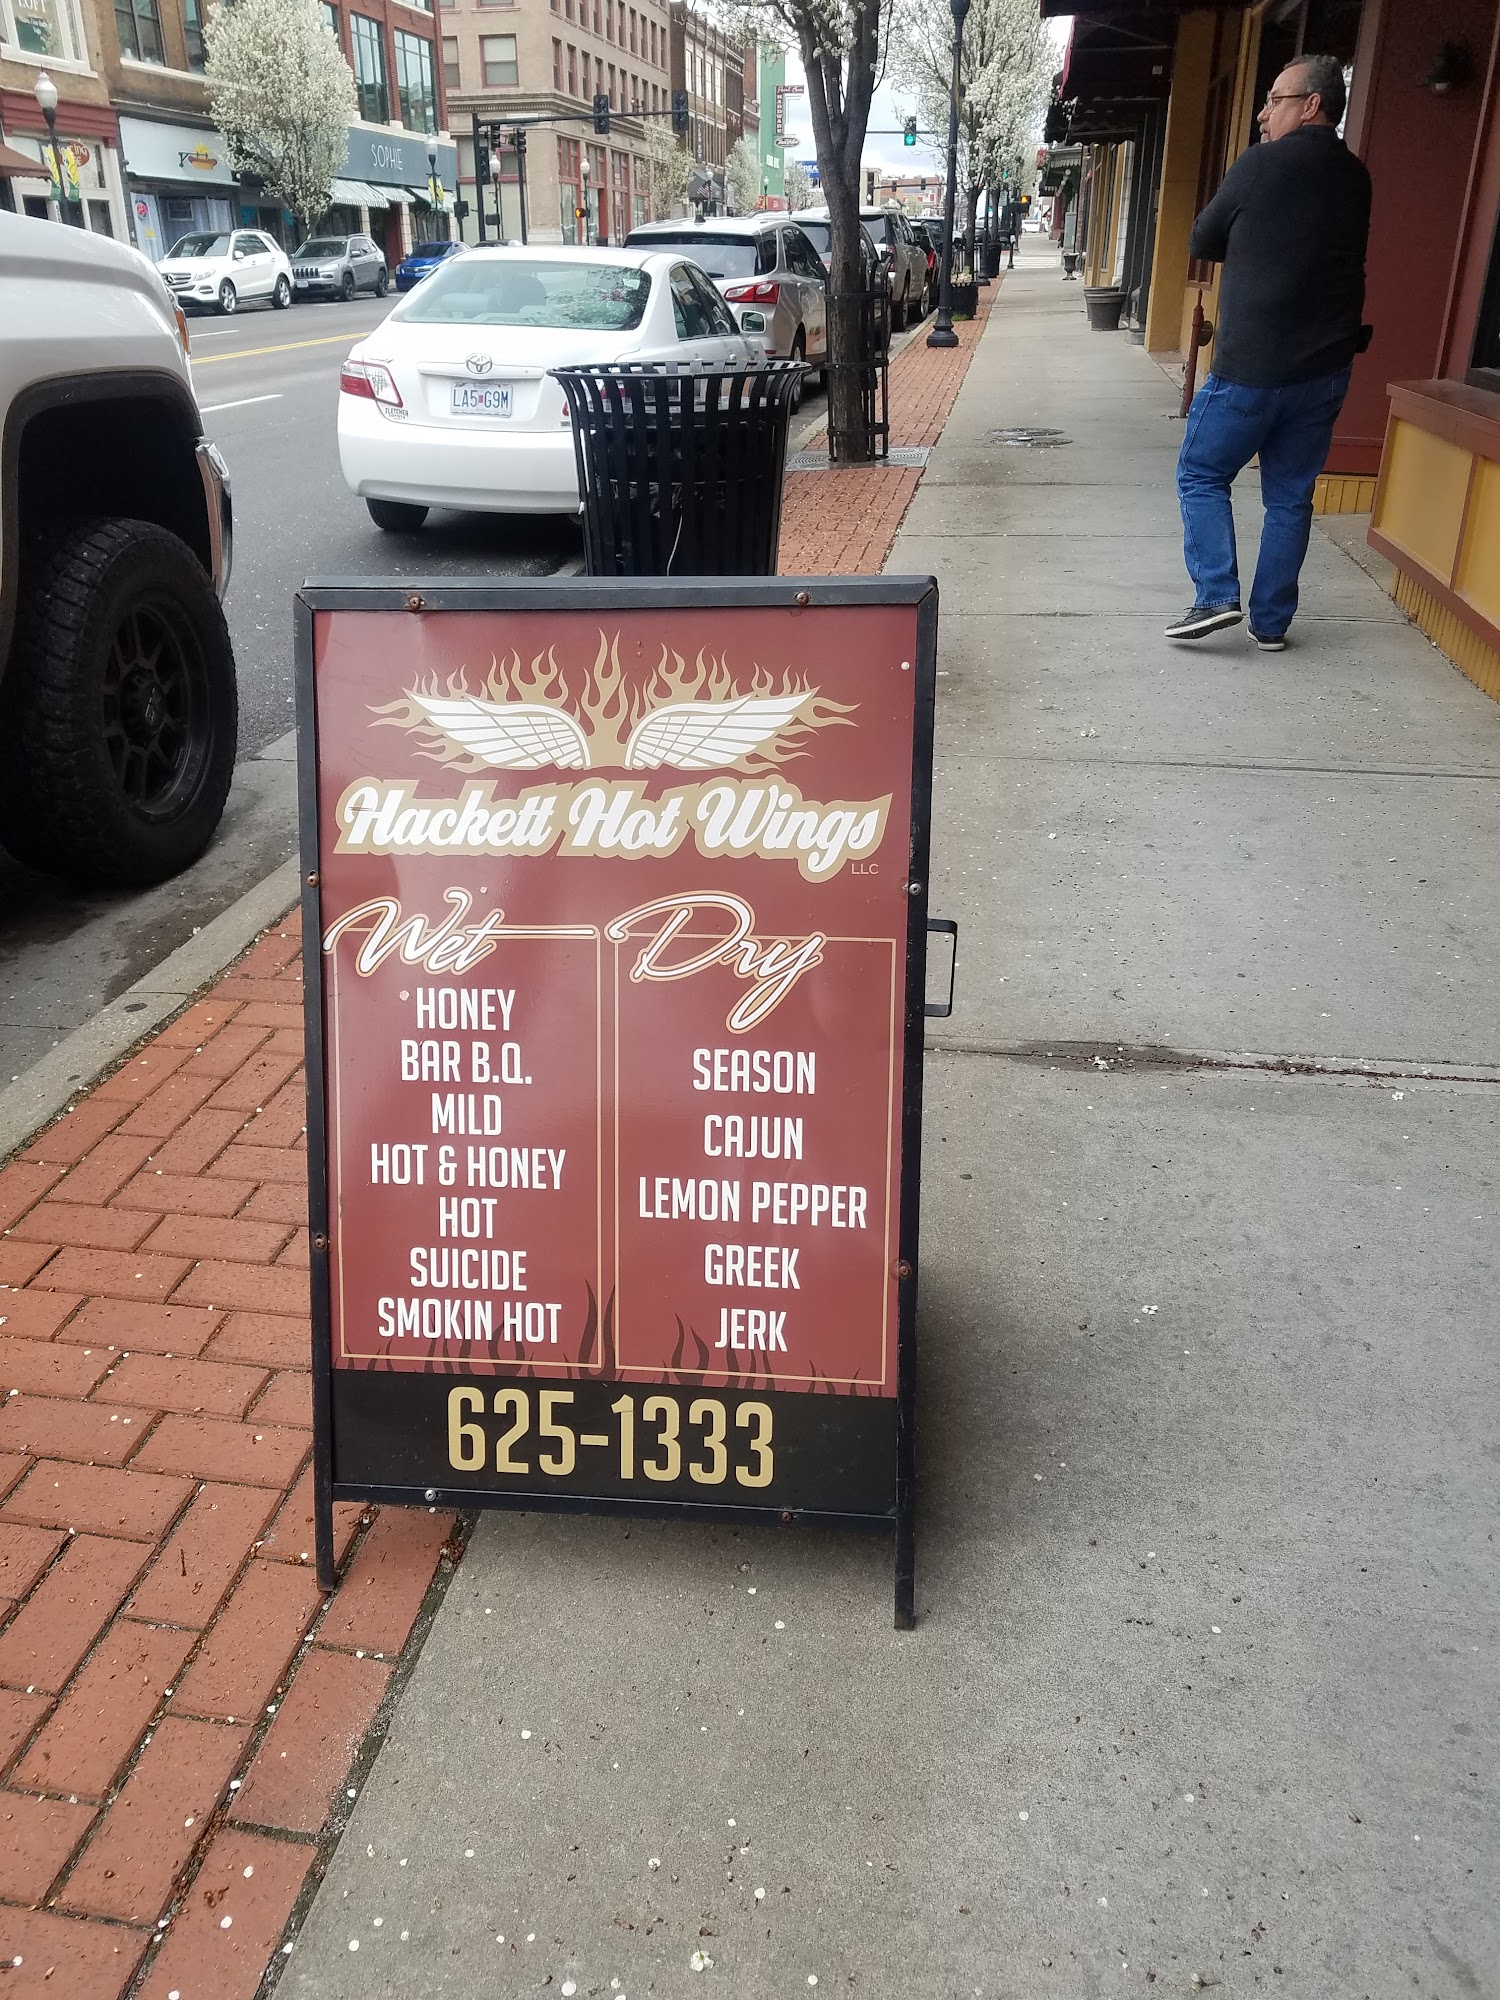 SOPHIE
LA5 G9M
FLETCHER
Hackett Hot Wings
LLC
Wet
HONEY
BAR B.Q.
MILD
HOT & HONEY
HOT
SUICIDE
SMOKIN HOT
Dry
SEASON
CAJUN
LEMON PEPPER
GREEK
JERK
625-1333